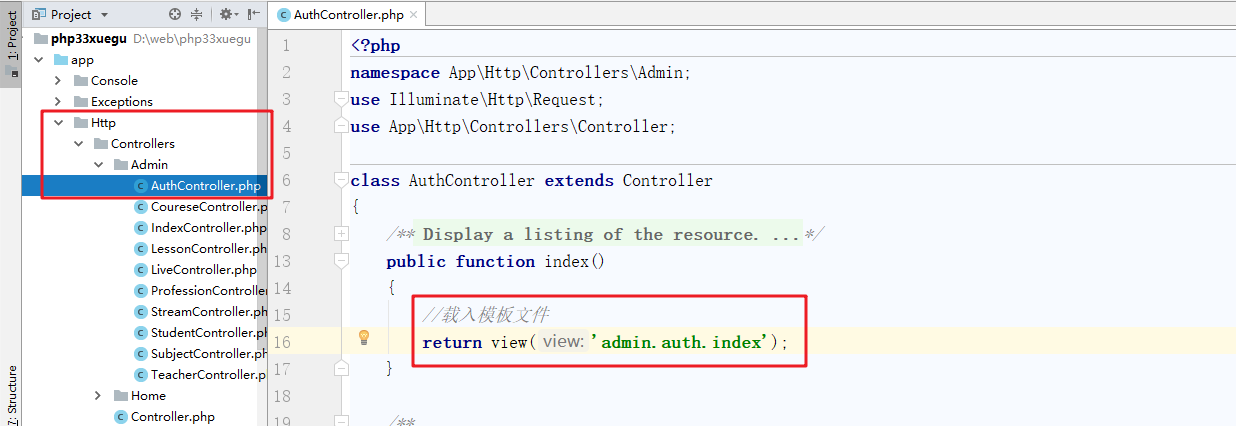 1: Project
7: Structure
Project
php33xuegu D:\web\php33xuegu
app
Console
Exceptions
Http
Controllers
Admin
AuthController.php
CoureseController.p
IndexController.php
LessonController.ph
LiveController.php
ProfessionControlle
StreamController.ph
StudentController.p
SubjectController.ph
TeacherController.p
Home
Controller.php
AuthController.php ×
1 <?php
2 namespace App\Http\Controllers\Admin;
3 use Illuminate\Http\Request;
4 use App\Http\Controllers\Controller;
5
6 class AuthController extends Controller
7 {
8 /** Display a listing of the resource. ...*/
13 public function index()
14 {
15 //载入模板文件
16 return view( view: 'admin.auth.index');
17 }
18
19 /**